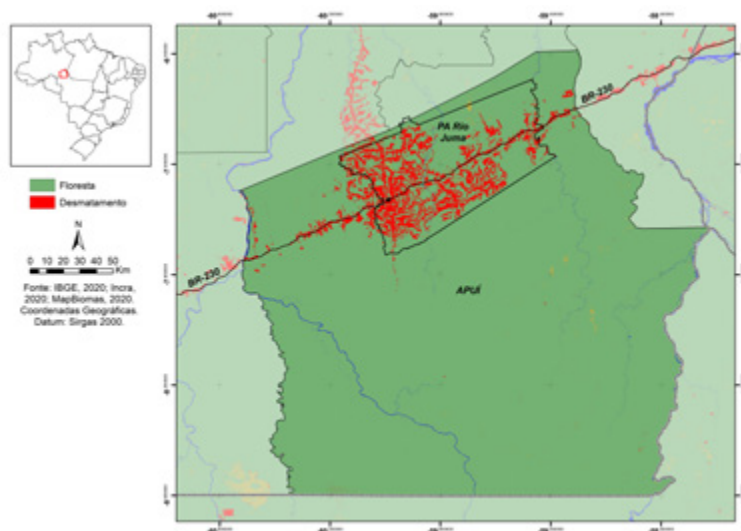 BR-230
PA Rio
Juma
BR-230
APUÍ
Floresta
Desmatamento
N
0 10 20 30 40 50
Km
Fonte: IBGE, 2020; Incra,
2020; MapBiomas, 2020.
Coordenadas Geográficas.
Datum: Sirgas 2000.